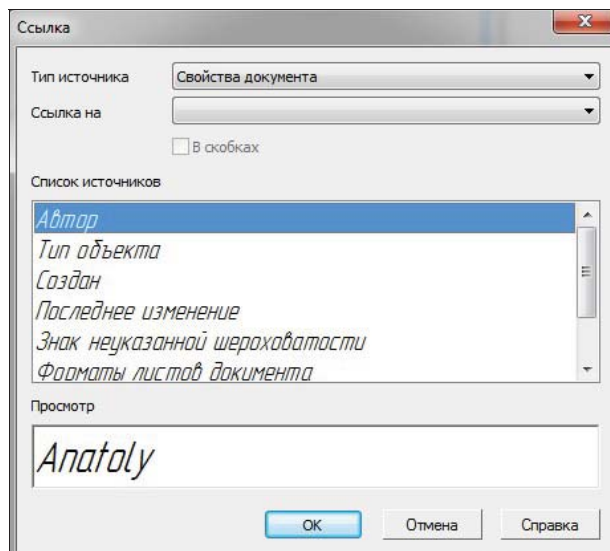 Ссылка
Тип источника Свойства документа
Ссылка на
В скобках
Список источников
Автор
Тип объекта
Создан
Последнее изменение
Знак неуказанной шероховатости
Форматы листов документа
Просмотр
Anatoly
ОК Отмена Справка